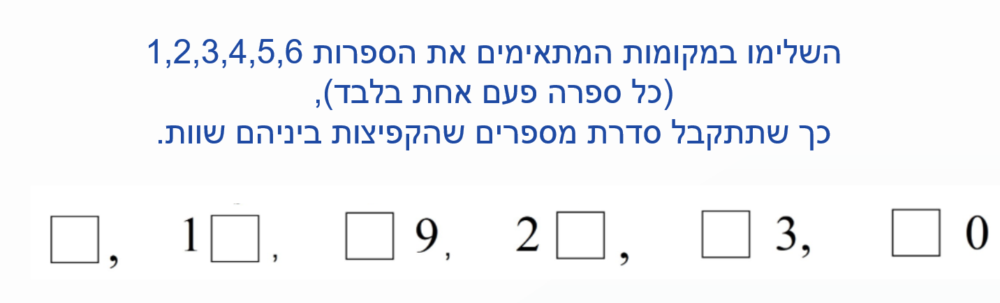 השלימו במקומות המתאימים את הספרות 1,2,3,4,5,6
(כל ספרה פעם אחת בלבד),
כך שתתקבל סדרת מספרים שהקפיצות ביניהם שוות.
□, 1□, □9, 2□, □3, □0